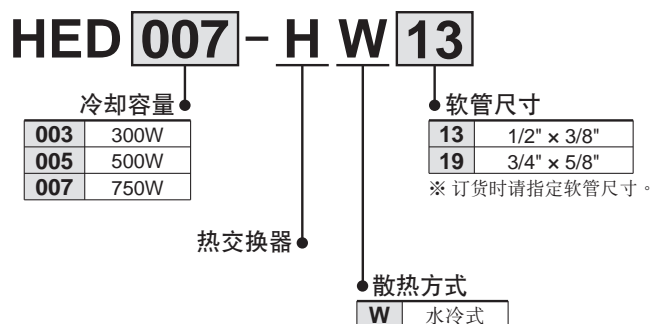 HED 007 - H W 13
冷却容量
003 300W
005 500W
007 750W
软管尺寸
13 1/2" × 3/8"
19 3/4" × 5/8"
※ 订货时请指定软管尺寸。
热交换器
散热方式
W 水冷式